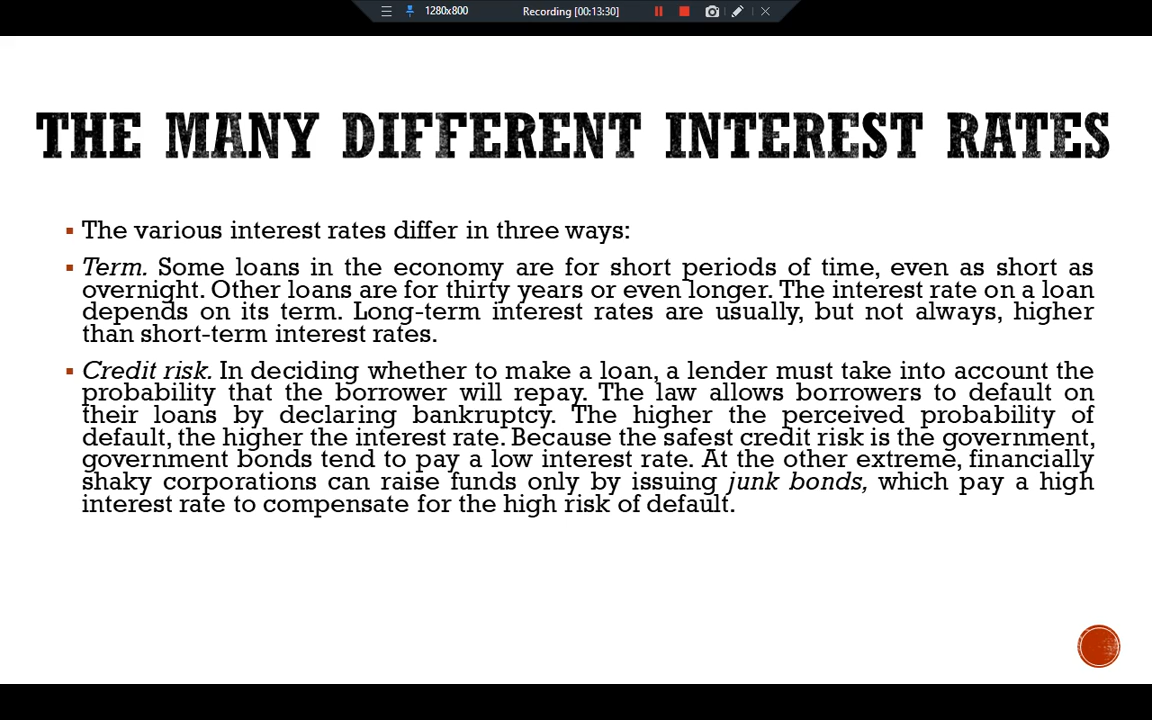 1280x800 Recording [00:13:30]
THE MANY DIFFERENT INTEREST RATES
▪ The various interest rates differ in three ways:
▪ Term. Some loans in the economy are for short periods of time, even as short as
overnight. Other loans are for thirty years or even longer. The interest rate on a loan
depends on its term. Long-term interest rates are usually, but not always, higher
than short-term interest rates.
▪ Credit risk. In deciding whether to make a loan, a lender must take into account the
probability that the borrower will repay. The law allows borrowers to default on
their loans by declaring bankruptcy. The higher the perceived probability of
default, the higher the interest rate. Because the safest credit risk is the government,
government bonds tend to pay a low interest rate. At the other extreme, financially
shaky corporations can raise funds only by issuing junk bonds, which pay a high
interest rate to compensate for the high risk of default.